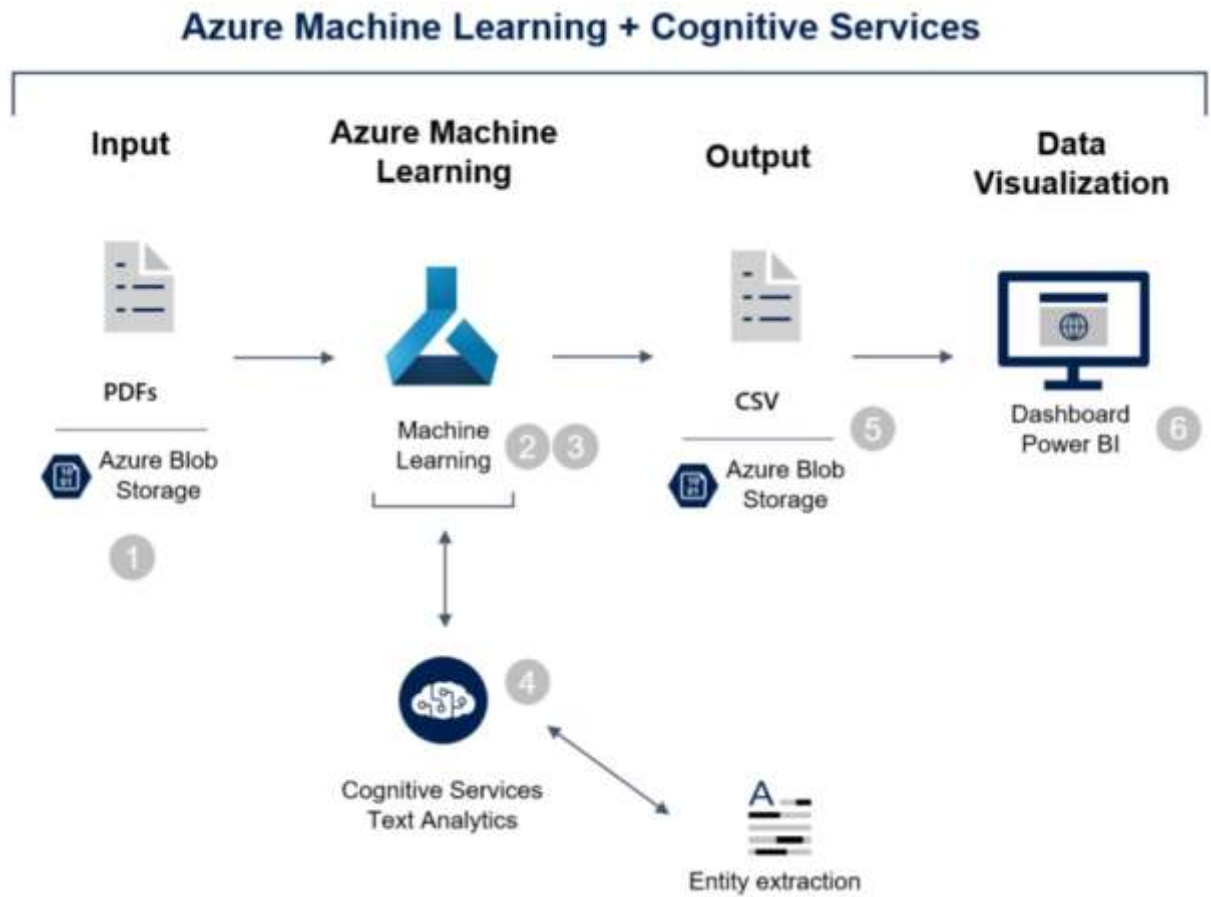 Azure Machine Learning + Cognitive Services
Input
Azure Machine
Learning
Output
Data
Visualization
PDFs
Azure Blob
Storage
1
Machine
Learning
2 3
CSV
Azure Blob
Storage
5
Dashboard
Power BI
6
4
Cognitive Services
Text Analytics
A
Entity extraction